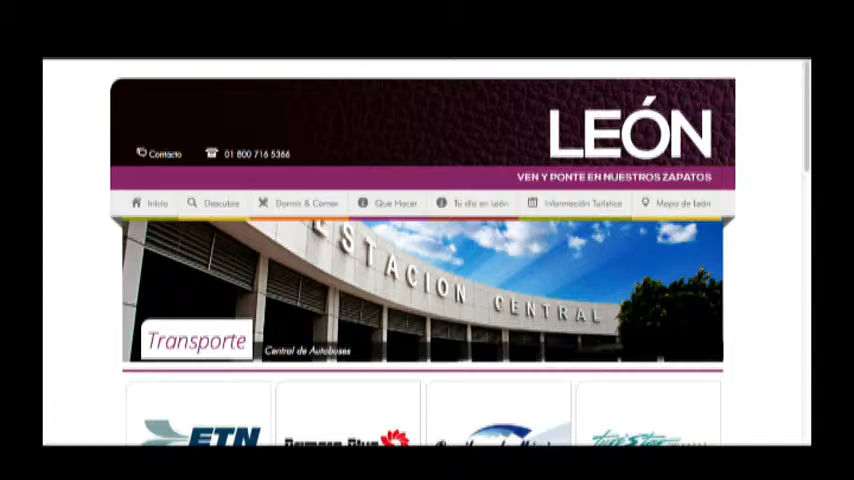 LEÓN
Contacto 01 800 716 5366
VEN Y PONTE EN NUESTROS ZAPATOS
Inicio Descubre Dormir & Comer Que Hacer Tu día en León Información Turística Mapa de León
ESTACION CENTRAL
Transporte
Central de Autobuses
ETN